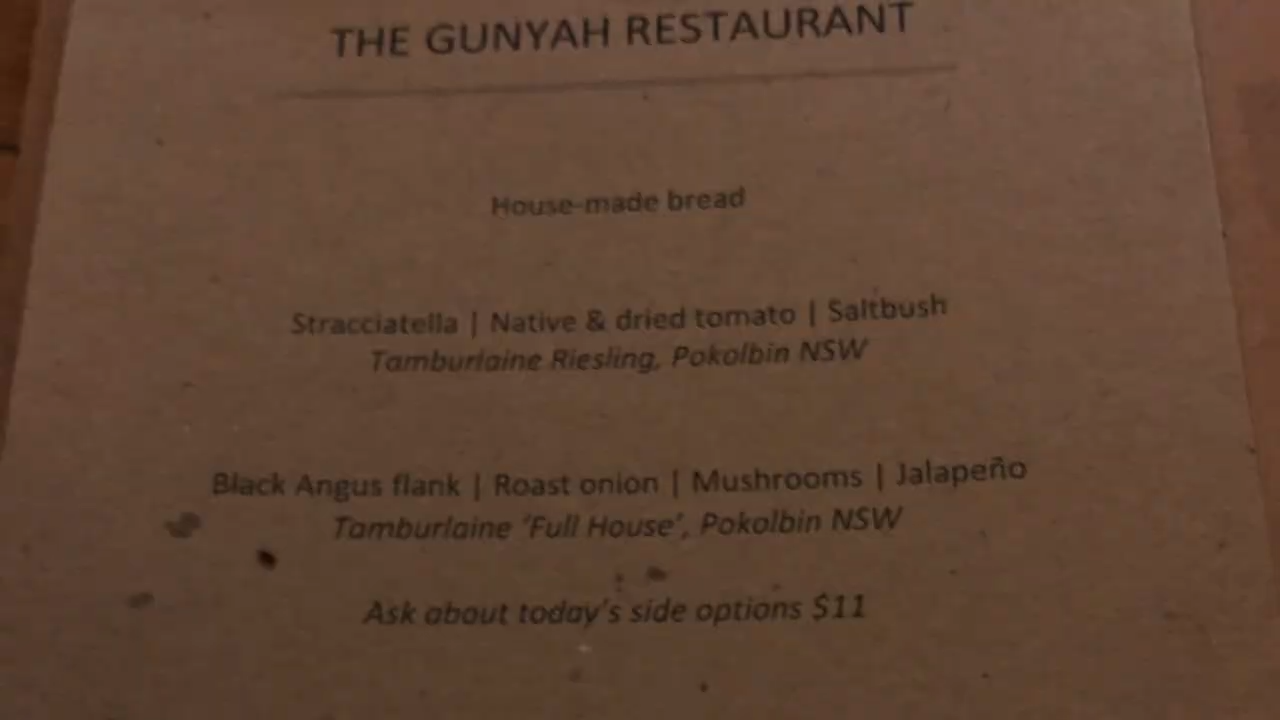 THE GUNYAH RESTAURANT
House-made bread
Stracciatella | Native & dried tomato | Saltbush
Tamburlaine Riesling, Pokolbin NSW
Black Angus flank | Roast onion | Mushrooms | Jalapeño
Tamburlaine ‘Full House’, Pokolbin NSW
Ask about today’s side options $11